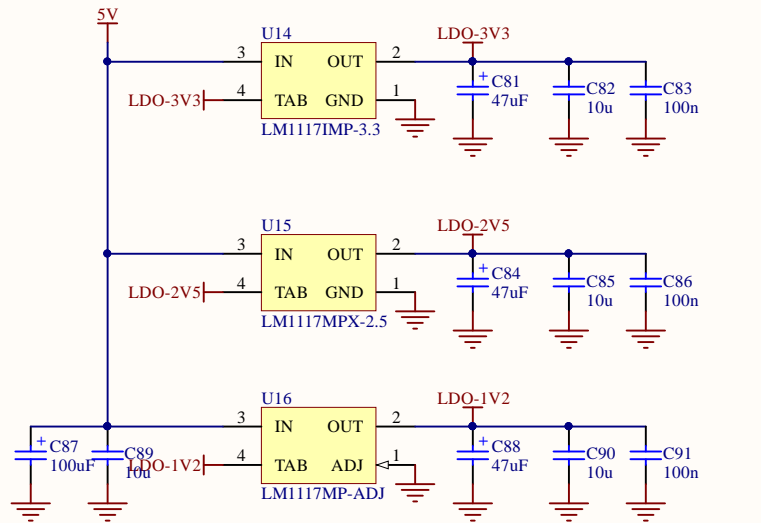 5V
U14
LDO-3V3
3 IN OUT 2
C81
47uF
C82
10u
C83
100n
LDO-3V3 4 TAB GND 1
LM1117IMP-3.3
U15
LDO-2V5
3 IN OUT 2
C84
47uF
C85
10u
C86
100n
LDO-2V5 4 TAB GND 1
LM1117MPX-2.5
U16
LDO-1V2
3 IN OUT 2
C87
100uF
C89
10u
LDO-1V2 4 TAB ADJ 1
C88
47uF
C90
10u
C91
100n
LM1117MP-ADJ